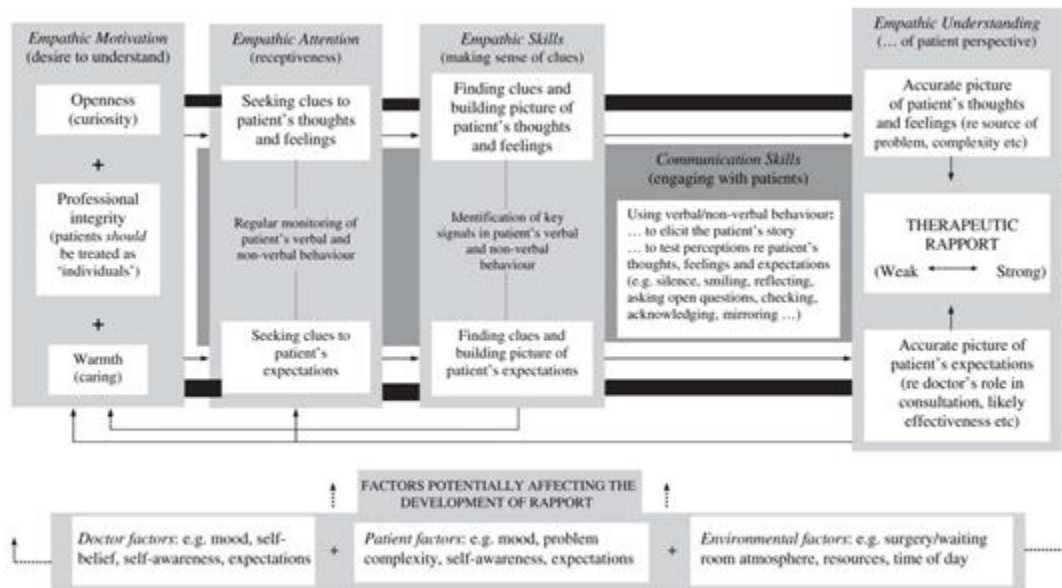 Empathic Motivation
(desire to understand)
Openness
(curiosity)
+
Professional
integrity
(patients should
be treated as
‘individuals’)
+
Warmth
(caring)
Empathic Attention
(receptiveness)
Seeking clues to
patient’s thoughts
and feelings
Regular monitoring of
patient’s verbal and
non-verbal behaviour
Seeking clues to
patient’s
expectations
Empathic Skills
(making sense of clues)
Finding clues and
building picture of
patient’s thoughts
and feelings
Identification of key
signals in patient’s verbal
and non-verbal
behaviour
Finding clues and
building picture of
patient’s expectations
Communication Skills
(engaging with patients)
Using verbal/non-verbal behaviour:
… to elicit the patient’s story
… to test perceptions re patient’s
thoughts, feelings and expectations
(e.g. silence, smiling, reflecting,
asking open questions, checking,
acknowledging, mirroring …)
Empathic Understanding
(… of patient perspective)
Accurate picture
of patient’s thoughts
and feelings (re source of
problem, complexity etc)
THERAPEUTIC
RAPPORT
(Weak Strong)
Accurate picture of
patient’s expectations
(re doctor’s role in
consultation, likely
effectiveness etc)
FACTORS POTENTIALLY AFFECTING THE
DEVELOPMENT OF RAPPORT
Doctor factors: e.g. mood, self-
belief, self-awareness, expectations
+
Patient factors: e.g. mood, problem
complexity, self-awareness, expectations
+
Environmental factors: e.g. surgery/waiting
room atmosphere, resources, time of day